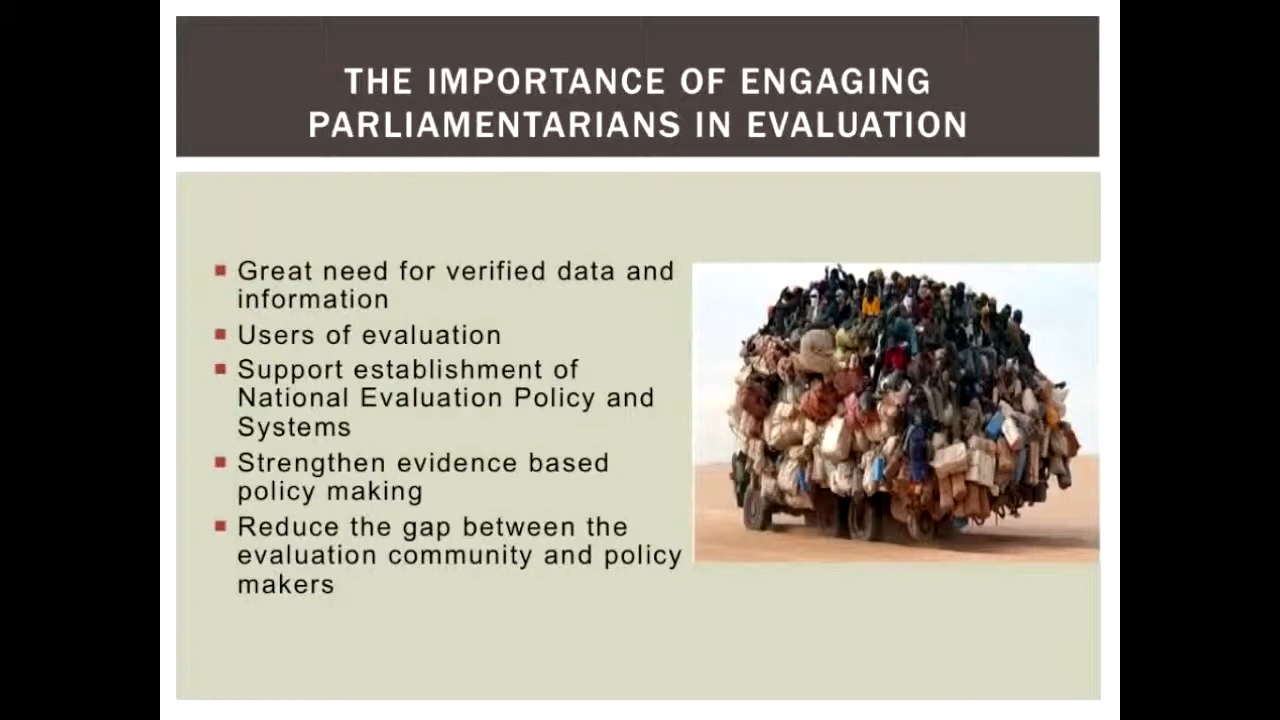 THE IMPORTANCE OF ENGAGING
PARLIAMENTARIANS IN EVALUATION
Great need for verified data and
information
Users of evaluation
Support establishment of
National Evaluation Policy and
Systems
Strengthen evidence based
policy making
Reduce the gap between the
evaluation community and policy
makers